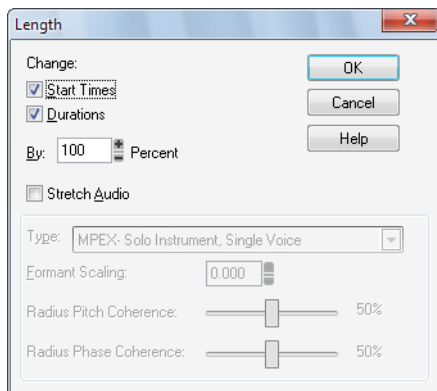 Length
Change:
OK
Start Times
Cancel
Durations
Help
By: 100 Percent
Stretch Audio
Type: MPEX- Solo Instrument, Single Voice
Formant Scaling: 0.000
Radius Pitch Coherence: 50%
Radius Phase Coherence: 50%